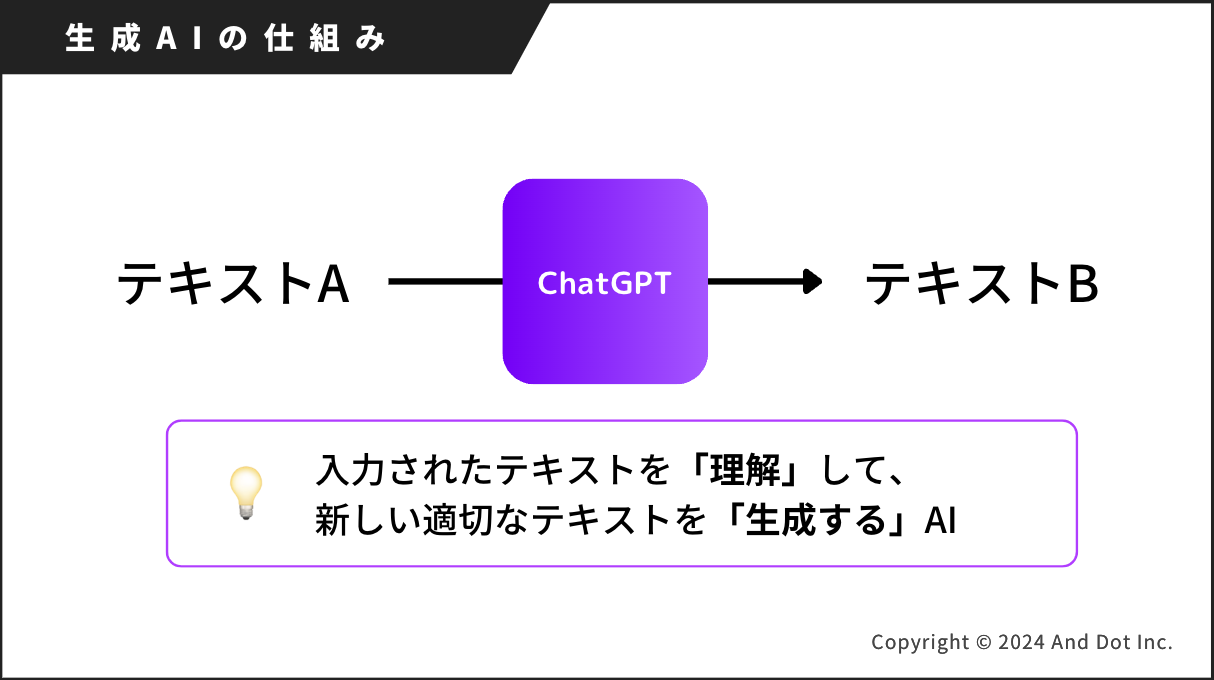 生成AIの仕組み
テキストA
ChatGPT
テキストB
入力されたテキストを「理解」して、
新しい適切なテキストを「生成する」AI
Copyright © 2024 And Dot Inc.